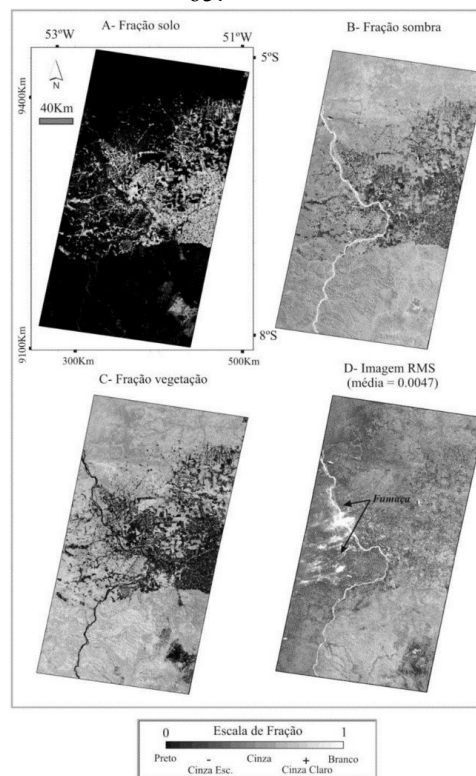 A- Fração solo
53ºW
51ºW
5ºS
9400Km
N
40Km
8ºS
9100Km
300Km
500Km
B- Fração sombra
C- Fração vegetação
D- Imagem RMS
(média = 0.0047)
Fumaça
0
Escala de Fração
1
Preto
-
Cinza
+
Branco
Cinza Esc.
Cinza Claro